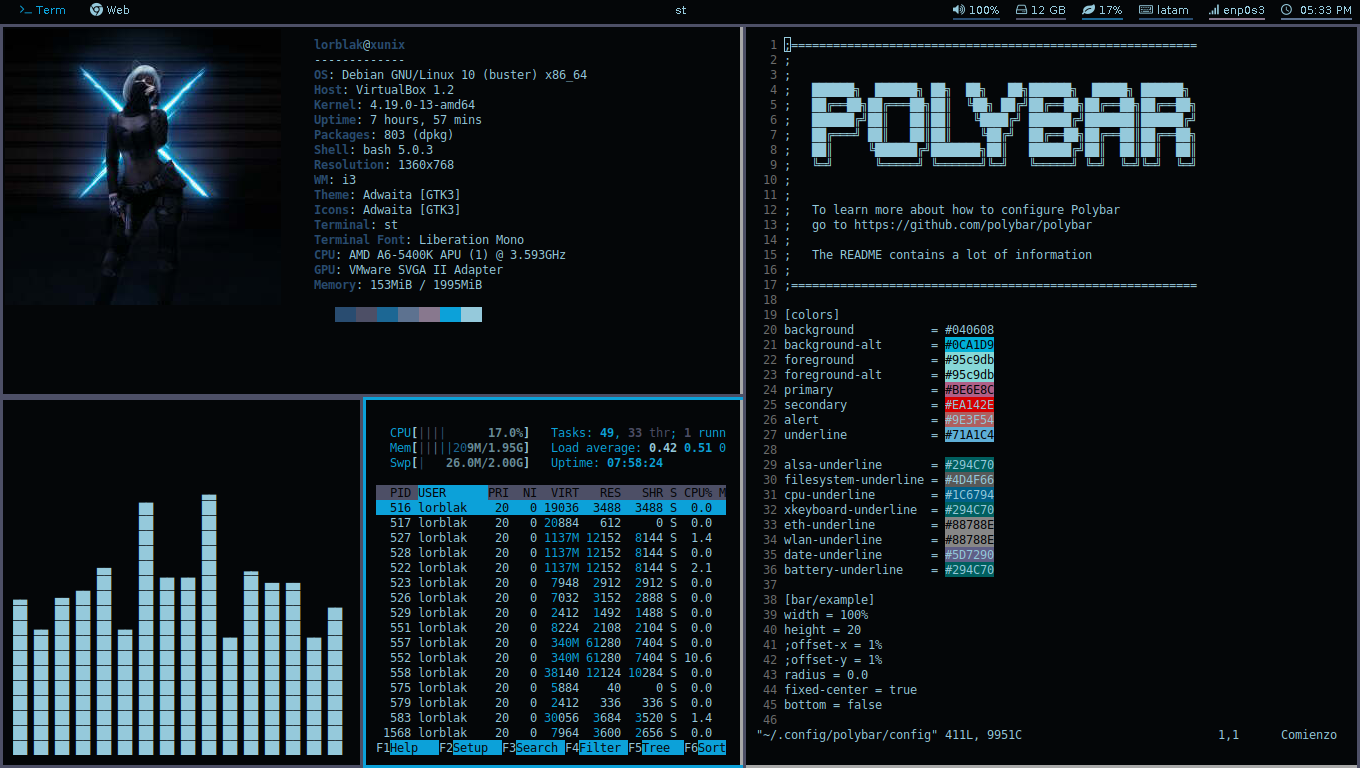 Term Web st 100% 12 GB 17% latam enp0s3 05:33 PM
lorblak@xunix
-------------
OS: Debian GNU/Linux 10 (buster) x86_64
Host: VirtualBox 1.2
Kernel: 4.19.0-13-amd64
Uptime: 7 hours, 57 mins
Packages: 803 (dpkg)
Shell: bash 5.0.3
Resolution: 1360x768
WM: i3
Theme: Adwaita [GTK3]
Icons: Adwaita [GTK3]
Terminal: st
Terminal Font: Liberation Mono
CPU: AMD A6-5400K APU (1) @ 3.593GHz
GPU: VMware SVGA II Adapter
Memory: 153MiB / 1995MiB
CPU[|||| 17.0%] Tasks: 49, 33 thr; 1 runn
Mem[|||||209M/1.95G] Load average: 0.42 0.51 0
Swp[| 26.0M/2.00G] Uptime: 07:58:24
PID USER PRI NI VIRT RES SHR S CPU% M
516 lorblak 20 0 19036 3488 3488 S 0.0
517 lorblak 20 0 20884 612 0 S 0.0
527 lorblak 20 0 1137M 12152 8144 S 1.4
528 lorblak 20 0 1137M 12152 8144 S 0.0
522 lorblak 20 0 1137M 12152 8144 S 2.1
523 lorblak 20 0 7948 2912 2912 S 0.0
526 lorblak 20 0 7032 3152 2888 S 0.0
529 lorblak 20 0 2412 1492 1488 S 0.0
551 lorblak 20 0 8224 2108 2104 S 0.0
557 lorblak 20 0 340M 61280 7404 S 0.0
552 lorblak 20 0 340M 61280 7404 S 10.6
558 lorblak 20 0 38140 12124 10284 S 0.0
575 lorblak 20 0 5884 40 0 S 0.0
579 lorblak 20 0 2412 336 336 S 0.0
583 lorblak 20 0 30056 3684 3520 S 1.4
1568 lorblak 20 0 7964 3600 2656 S 0.0
F1Help F2Setup F3Search F4Filter F5Tree F6Sort
1 ;==========================================================
2 ;
3 ;
4 ;
5 ;
6 ; POLYBAR
7 ;
8 ;
9 ;
10 ;
11 ;
12 ; To learn more about how to configure Polybar
13 ; go to https://github.com/polybar/polybar
14 ;
15 ; The README contains a lot of information
16 ;
17 ;==========================================================
18
19 [colors]
20 background = #040608
21 background-alt = #0CA1D9
22 foreground = #95c9db
23 foreground-alt = #95c9db
24 primary = #BE6E8C
25 secondary = #EA142E
26 alert = #9E3F54
27 underline = #71A1C4
28
29 alsa-underline = #294C70
30 filesystem-underline = #4D4F66
31 cpu-underline = #1C6794
32 xkeyboard-underline = #294C70
33 eth-underline = #88788E
34 wlan-underline = #88788E
35 date-underline = #5D7290
36 battery-underline = #294C70
37
38 [bar/example]
39 width = 100%
40 height = 20
41 ;offset-x = 1%
42 ;offset-y = 1%
43 radius = 0.0
44 fixed-center = true
45 bottom = false
46
"~/.config/polybar/config" 411L, 9951C 1,1 Comienzo